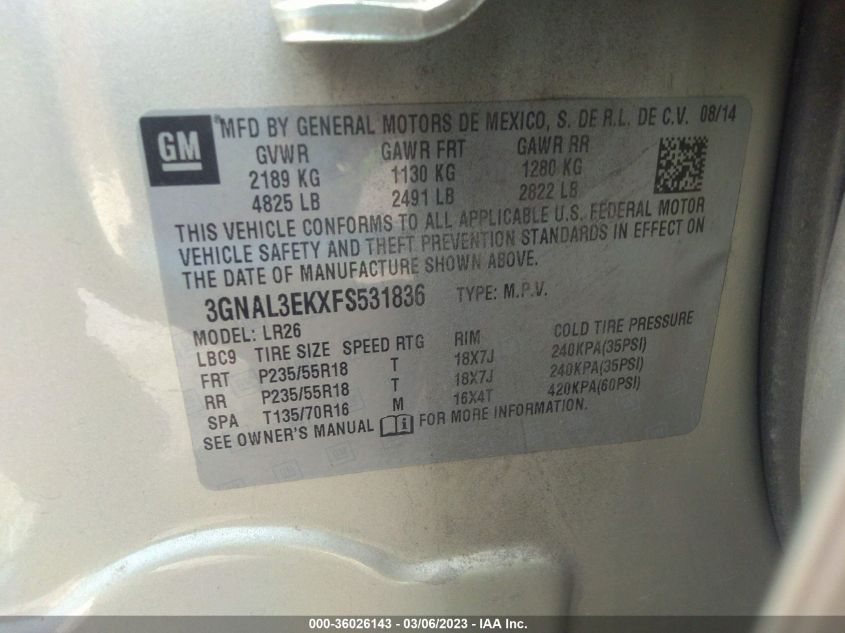 GM MFD BY GENERAL MOTORS DE MEXICO, S. DE R.L. DE C.V. 08/14
GVWR GAWR FRT GAWR RR
2189 KG 1130 KG 1280 KG
4825 LB 2491 LB 2822 LB
THIS VEHICLE CONFORMS TO ALL APPLICABLE U.S. FEDERAL MOTOR
VEHICLE SAFETY AND THEFT PREVENTION STANDARDS IN EFFECT ON
THE DATE OF MANUFACTURE SHOWN ABOVE.
3GNAL3EKXFS531836 TYPE: M.P.V.
MODEL: LR26
LBC9 TIRE SIZE SPEED RTG RIM COLD TIRE PRESSURE
FRT P235/55R18 T 18X7J 240KPA(35PSI)
RR P235/55R18 T 18X7J 240KPA(35PSI)
SPA T135/70R16 M 16X4T 420KPA(60PSI)
SEE OWNER'S MANUAL i FOR MORE INFORMATION.
000-36026143 - 03/06/2023 - IAA Inc.